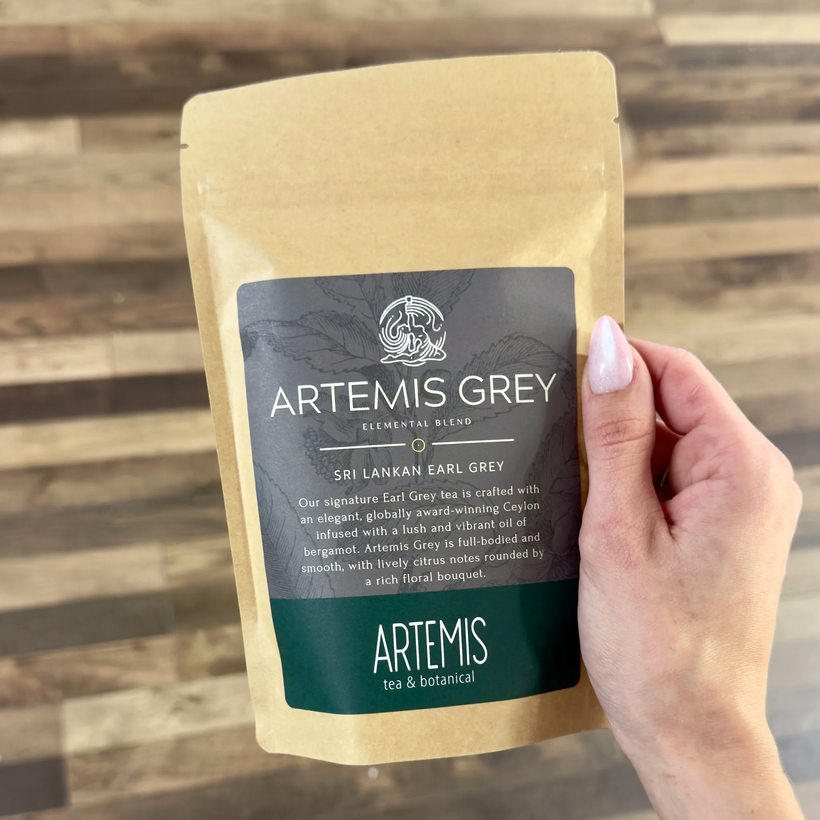 ARTEMIS GREY
ELEMENTAL BLEND
SRI LANKAN EARL GREY
Our signature Earl Grey tea is crafted with
an elegant, globally award-winning Ceylon
infused with a lush and vibrant oil of
bergamot. Artemis Grey is full-bodied and
smooth, with lively citrus notes rounded by
a rich floral bouquet.
ARTEMIS
tea & botanical